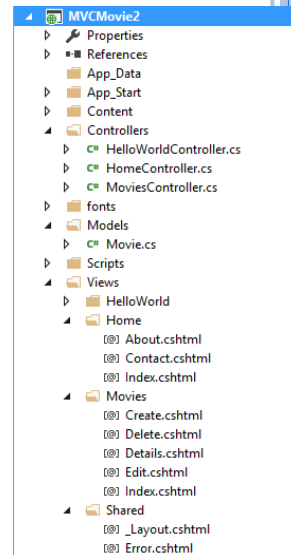 MVCMovie2
Properties
References
App_Data
App_Start
Content
Controllers
C# HelloWorldController.cs
C# HomeController.cs
C# MoviesController.cs
fonts
Models
C# Movie.cs
Scripts
Views
HelloWorld
Home
[@] About.cshtml
[@] Contact.cshtml
[@] Index.cshtml
Movies
[@] Create.cshtml
[@] Delete.cshtml
[@] Details.cshtml
[@] Edit.cshtml
[@] Index.cshtml
Shared
[@] _Layout.cshtml
[@] Error.cshtml